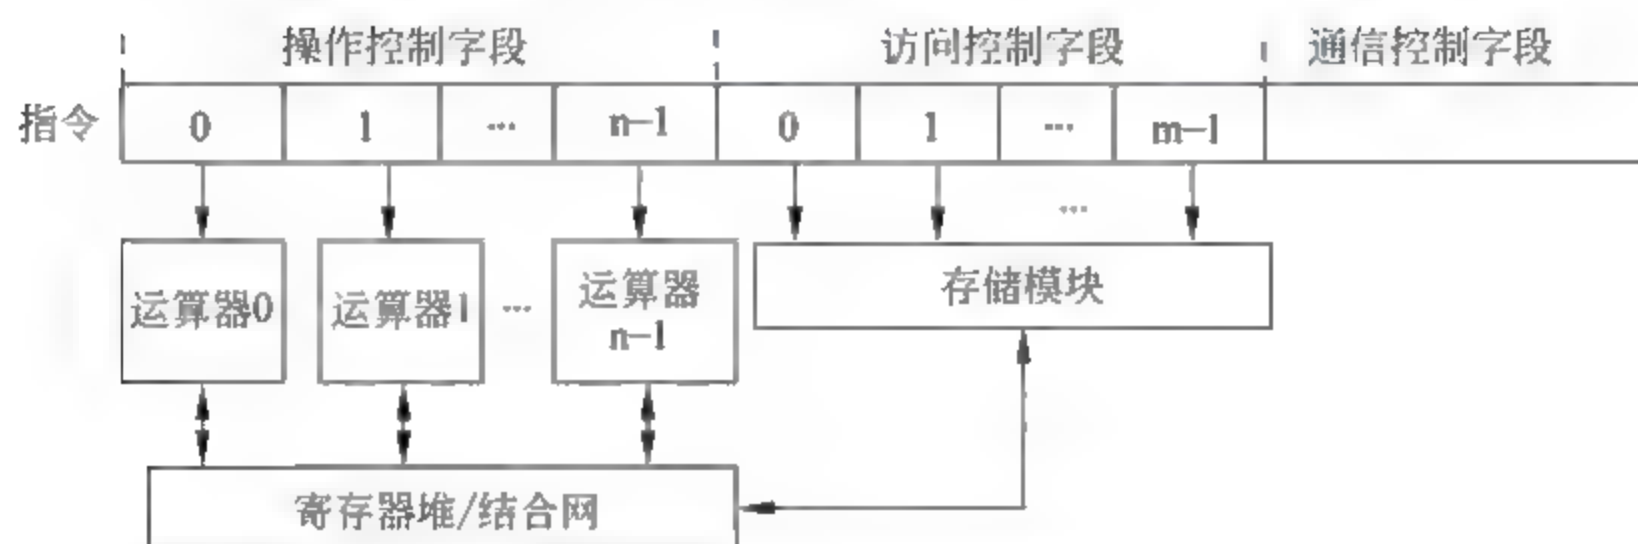 操作控制字段 访问控制字段 通信控制字段
指令 0 1 … n-1 0 1 … m-1
…
运算器0 运算器1 … 运算器 n-1 存储模块
寄存器堆/结合网